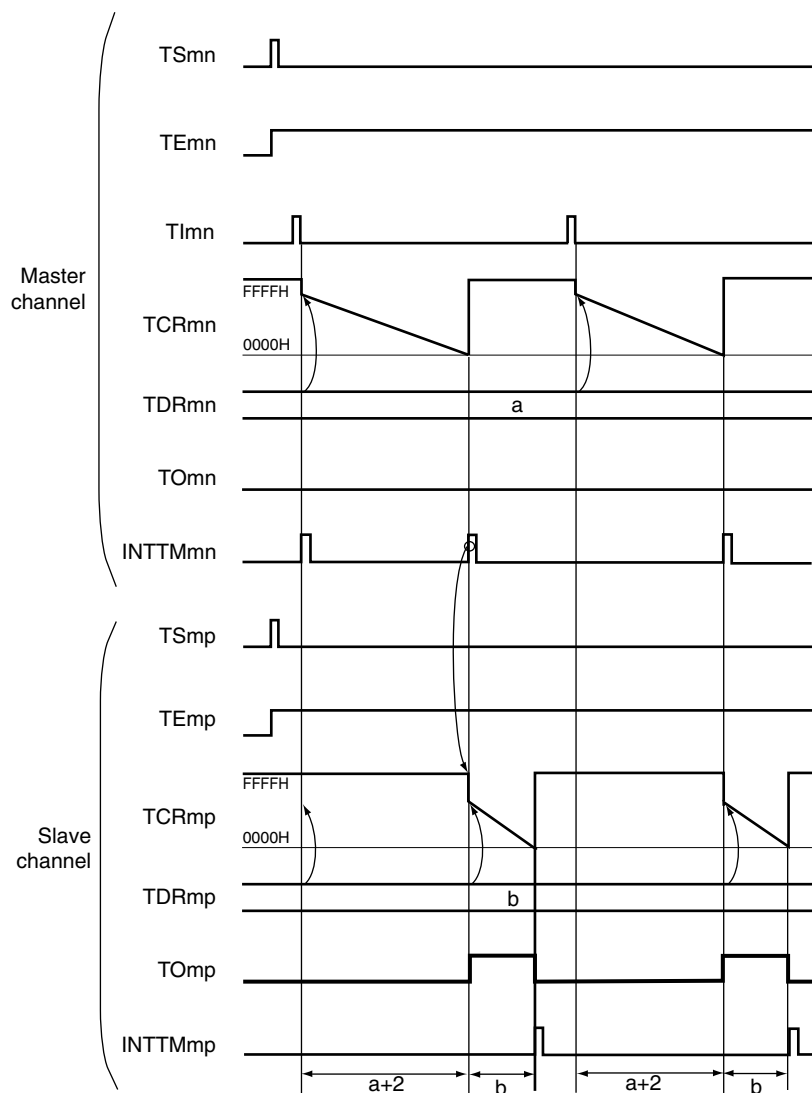 TSmn
TEmn
TImn
Master
channel
FFFFH
TCRmn
0000H
TDRmn
a
TOmn
INTTMmn
TSmp
TEmp
FFFFH
TCRmp
Slave
channel
0000H
TDRmp
b
TOmp
INTTMmp
a+2 b a+2 b